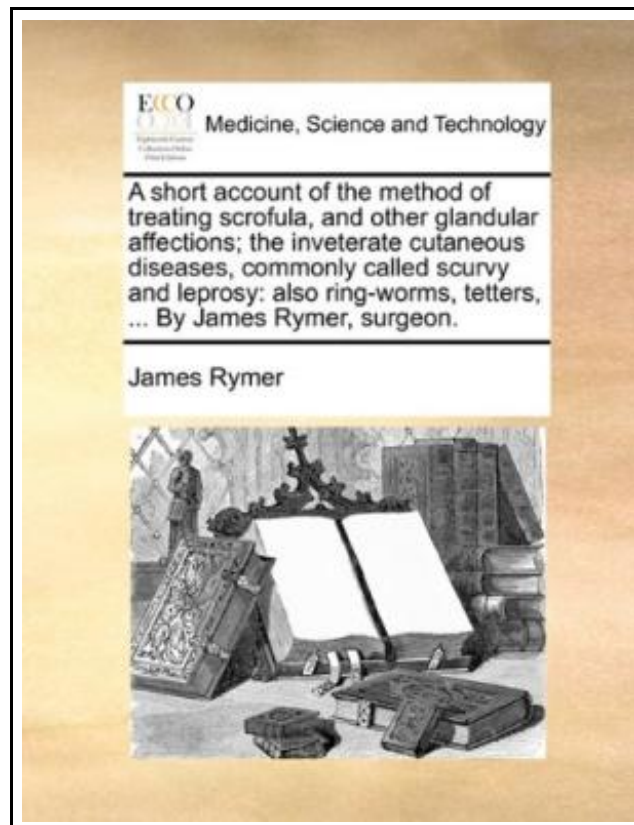 ECCO
Medicine, Science and Technology
A short account of the method of
treating scrofula, and other glandular
affections; the inveterate cutaneous
diseases, commonly called scurvy
and leprosy: also ring-worms, tetters,
... By James Rymer, surgeon.
James Rymer